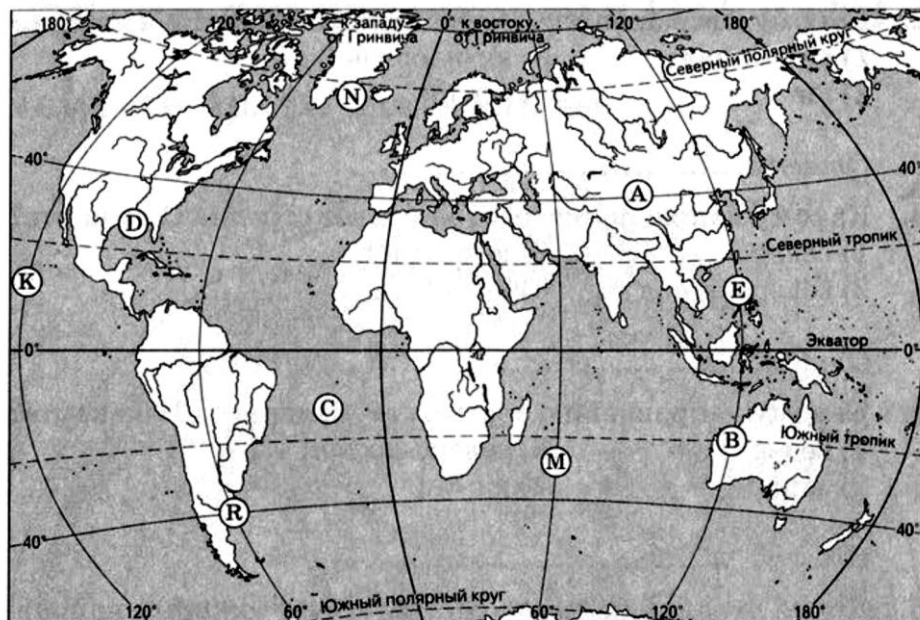 180° к западу 0° к востоку 120° 180°
от Гринвича от Гринвича
Северный полярный круг
N
40° 40°
A
D
Северный тропик
K
E
0° Экватор 0°
C
B
Южный тропик
M
R
40° 40°
Южный полярный круг
120° 60° 0° 60° 120° 180°